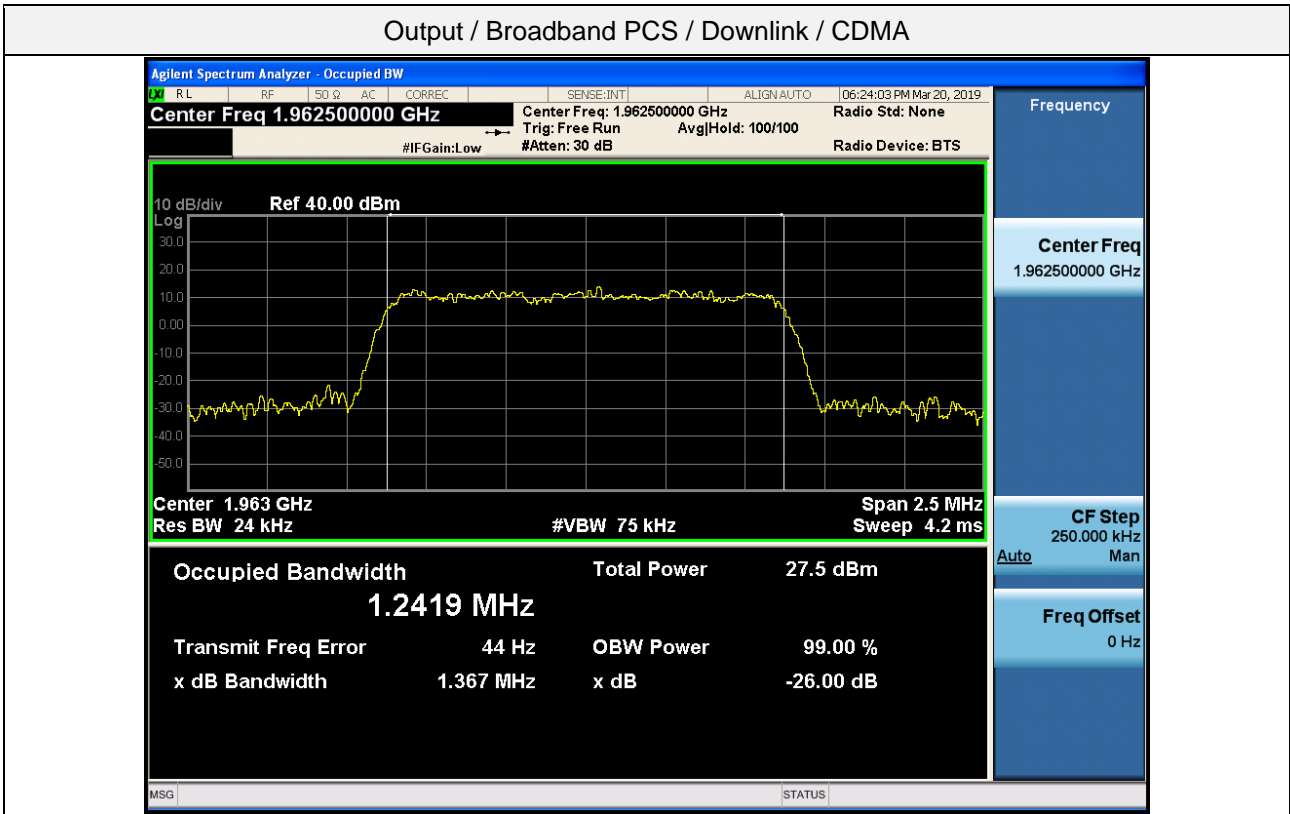 Output / Broadband PCS / Downlink / CDMA
Agilent Spectrum Analyzer - Occupied BW
LXI RL RF 50 Ω AC CORREC SENSE:INT ALIGN AUTO 06:24:03 PM Mar 20, 2019
Center Freq 1.962500000 GHz Center Freq: 1.962500000 GHz Radio Std: None
Trig: Free Run Avg|Hold: 100/100
#IFGain:Low #Atten: 30 dB Radio Device: BTS
Frequency
10 dB/div Ref 40.00 dBm
Log
30.0
20.0
10.0
0.00
-10.0
-20.0
-30.0
-40.0
-50.0
Center 1.963 GHz Span 2.5 MHz
Res BW 24 kHz #VBW 75 kHz Sweep 4.2 ms
Occupied Bandwidth Total Power 27.5 dBm
1.2419 MHz
Transmit Freq Error 44 Hz OBW Power 99.00 %
x dB Bandwidth 1.367 MHz x dB -26.00 dB
Center Freq
1.962500000 GHz
CF Step
250.000 kHz
Auto Man
Freq Offset
0 Hz
MSG STATUS